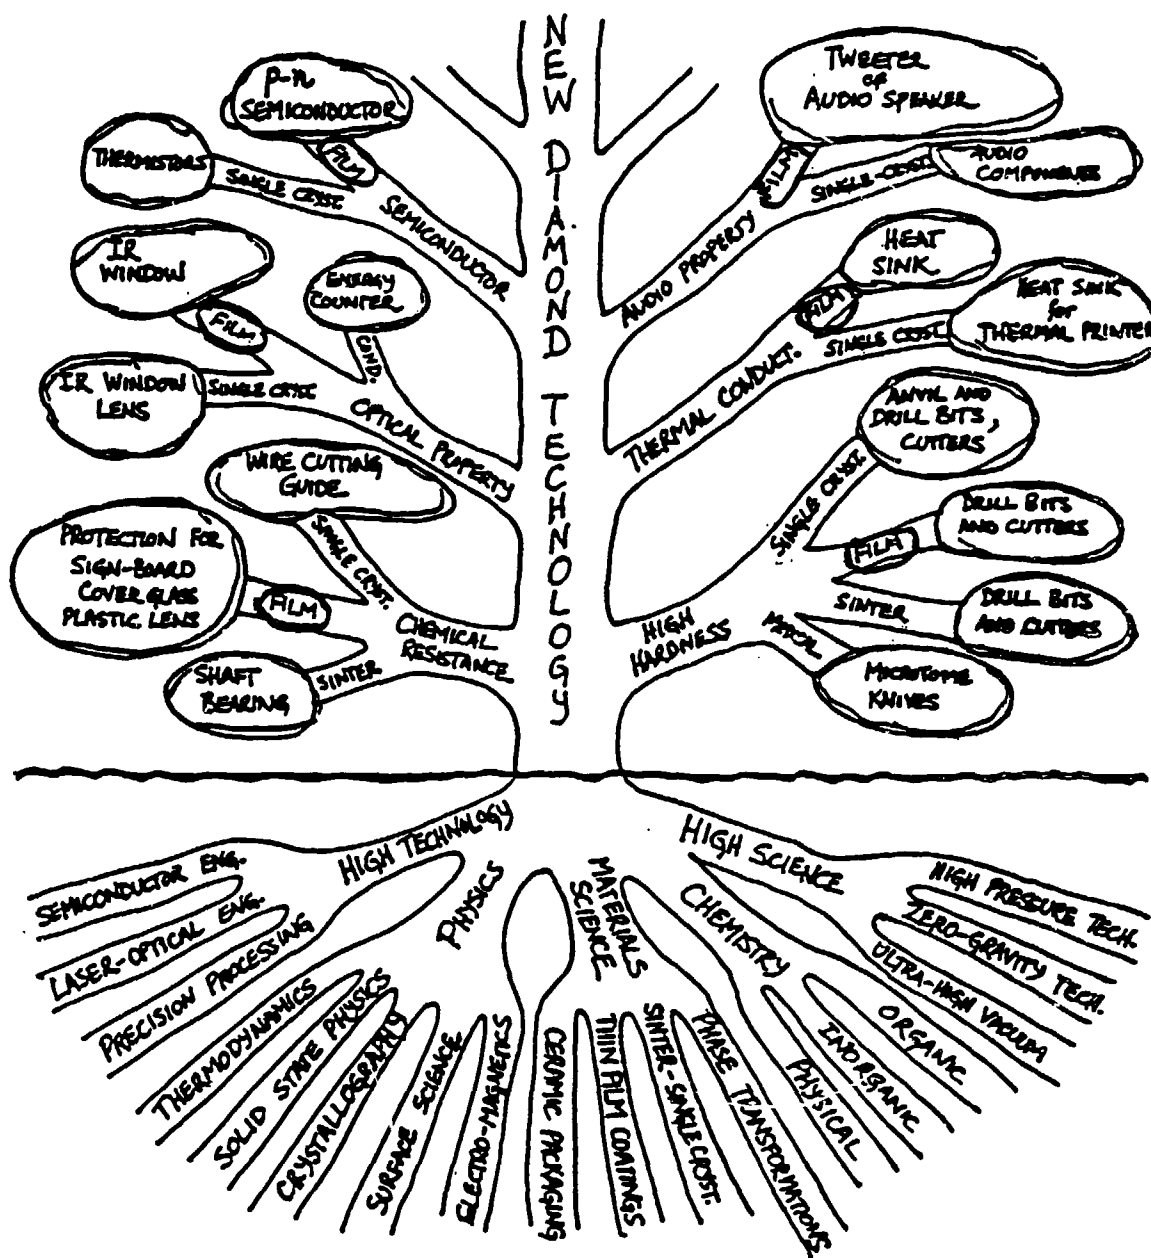 NEW DIAMOND TECHNOLOGY
p-n
SEMICONDUCTOR
FILM
THERMISTORS
SINGLE CRYST.
SEMICONDUCTOR
IR
WINDOW
FILM
ENERGY
COUNTER
COND.
IR WINDOW
LENS
SINGLE CRYST.
OPTICAL PROPERTY
WIRE CUTTING
GUIDE
SINGLE CRYST.
PROTECTION FOR
SIGN-BOARD
COVER GLASS
PLASTIC LENS
FILM
CHEMICAL
RESISTANCE
SHAFT
BEARING
SINTER
TWEETER
OF
AUDIO SPEAKER
FILM
SINGLE-CRYST.
AUDIO
COMPONENTS
AUDIO PROPERTY
HEAT
SINK
FILM
SINGLE CRYST.
HEAT SINK
for
THERMAL PRINTER
THERMAL CONDUCT.
ANVIL AND
DRILL BITS,
CUTTERS
SINGLE CRYST.
DRILL BITS
AND CUTTERS
FILM
SINTER
DRILL BITS
AND CUTTERS
HIGH
HARDNESS
MICROTOME
KNIVES
HIGH TECHNOLOGY
SEMICONDUCTOR ENG.
LASER-OPTICAL ENG.
PRECISION PROCESSING
PHYSICS
THERMODYNAMICS
SOLID STATE PHYSICS
CRYSTALLOGRAPHY
SURFACE SCIENCE
ELECTRO-MAGNETICS
MATERIALS
SCIENCE
CERAMIC PACKAGING
THIN FILM COATINGS
SINTER-SINGLE CRYST.
PHASE TRANSFORMATIONS
CHEMISTRY
PHYSICAL
INORGANIC
ORGANIC
HIGH SCIENCE
ULTRA-HIGH VACUUM
ZERO-GRAVITY TECH.
HIGH PRESSURE TECH.